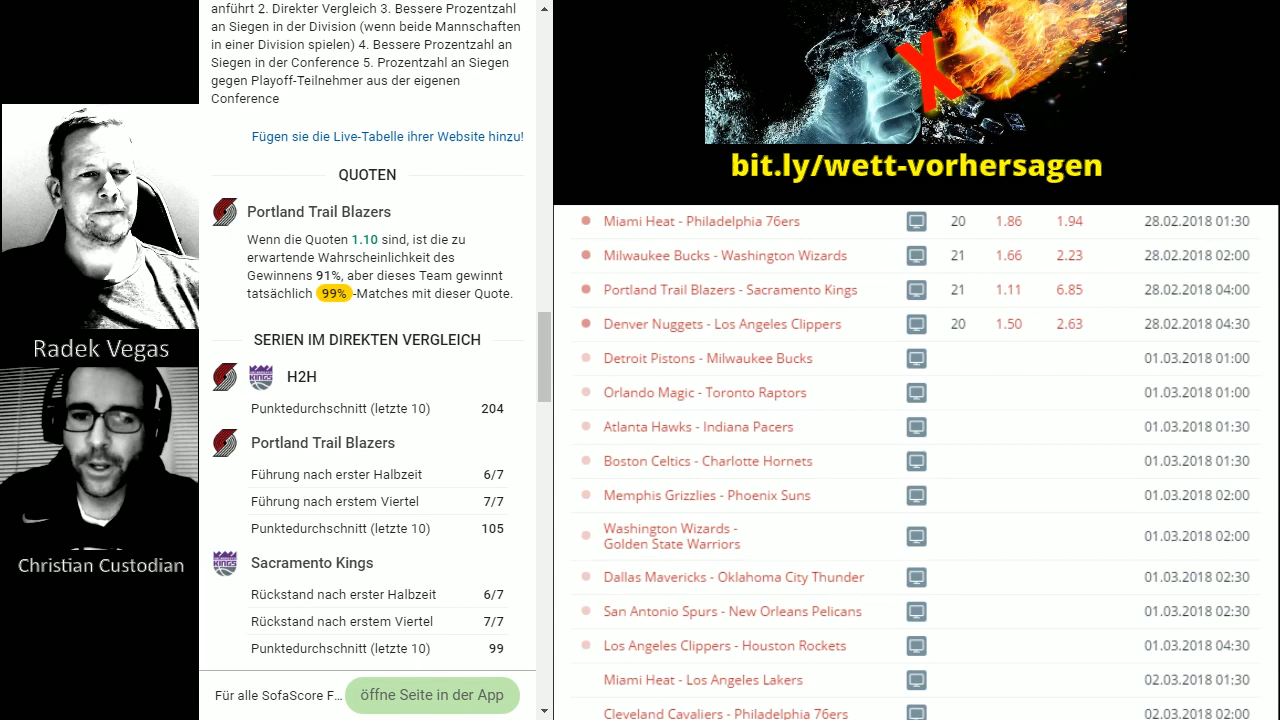 anführt 2. Direkter Vergleich 3. Bessere Prozentzahl
an Siegen in der Division (wenn beide Mannschaften
in einer Division spielen) 4. Bessere Prozentzahl an
Siegen in der Conference 5. Prozentzahl an Siegen
gegen Playoff-Teilnehmer aus der eigenen
Conference
Fügen sie die Live-Tabelle ihrer Website hinzu!
QUOTEN
Portland Trail Blazers
Wenn die Quoten 1.10 sind, ist die zu
erwartende Wahrscheinlichkeit des
Gewinnens 91%, aber dieses Team gewinnt
tatsächlich 99%-Matches mit dieser Quote.
SERIEN IM DIREKTEN VERGLEICH
H2H
Punktedurchschnitt (letzte 10) 204
Portland Trail Blazers
Führung nach erster Halbzeit 6/7
Führung nach erstem Viertel 7/7
Punktedurchschnitt (letzte 10) 105
KINGS
Sacramento Kings
Rückstand nach erster Halbzeit 6/7
Rückstand nach erstem Viertel 7/7
Punktedurchschnitt (letzte 10) 99
Für alle SofaScore F... öffne Seite in der App
Radek Vegas
Christian Custodian
X
bit.ly/wett-vorhersagen
Miami Heat - Philadelphia 76ers 20 1.86 1.94 28.02.2018 01:30
Milwaukee Bucks - Washington Wizards 21 1.66 2.23 28.02.2018 02:00
Portland Trail Blazers - Sacramento Kings 21 1.11 6.85 28.02.2018 04:00
Denver Nuggets - Los Angeles Clippers 20 1.50 2.63 28.02.2018 04:30
Detroit Pistons - Milwaukee Bucks 01.03.2018 01:00
Orlando Magic - Toronto Raptors 01.03.2018 01:00
Atlanta Hawks - Indiana Pacers 01.03.2018 01:30
Boston Celtics - Charlotte Hornets 01.03.2018 01:30
Memphis Grizzlies - Phoenix Suns 01.03.2018 02:00
Washington Wizards -
Golden State Warriors 01.03.2018 02:00
Dallas Mavericks - Oklahoma City Thunder 01.03.2018 02:30
San Antonio Spurs - New Orleans Pelicans 01.03.2018 02:30
Los Angeles Clippers - Houston Rockets 01.03.2018 04:30
Miami Heat - Los Angeles Lakers 02.03.2018 01:30
Cleveland Cavaliers - Philadelphia 76ers 02.03.2018 02:00